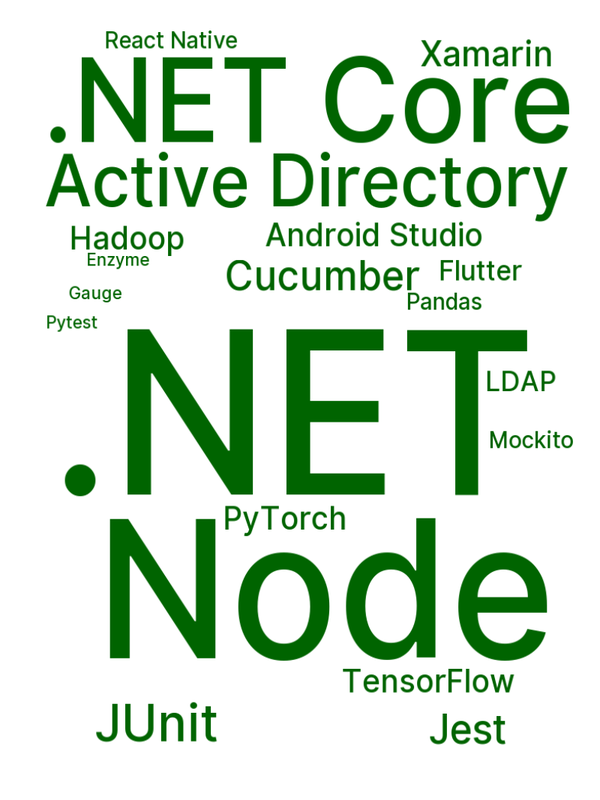 React Native
Xamarin
.NET Core
Active Directory
Hadoop
Android Studio
Enzyme
Cucumber
Flutter
Gauge
Pandas
Pytest
.NET
LDAP
Mockito
PyTorch
Node
TensorFlow
JUnit
Jest